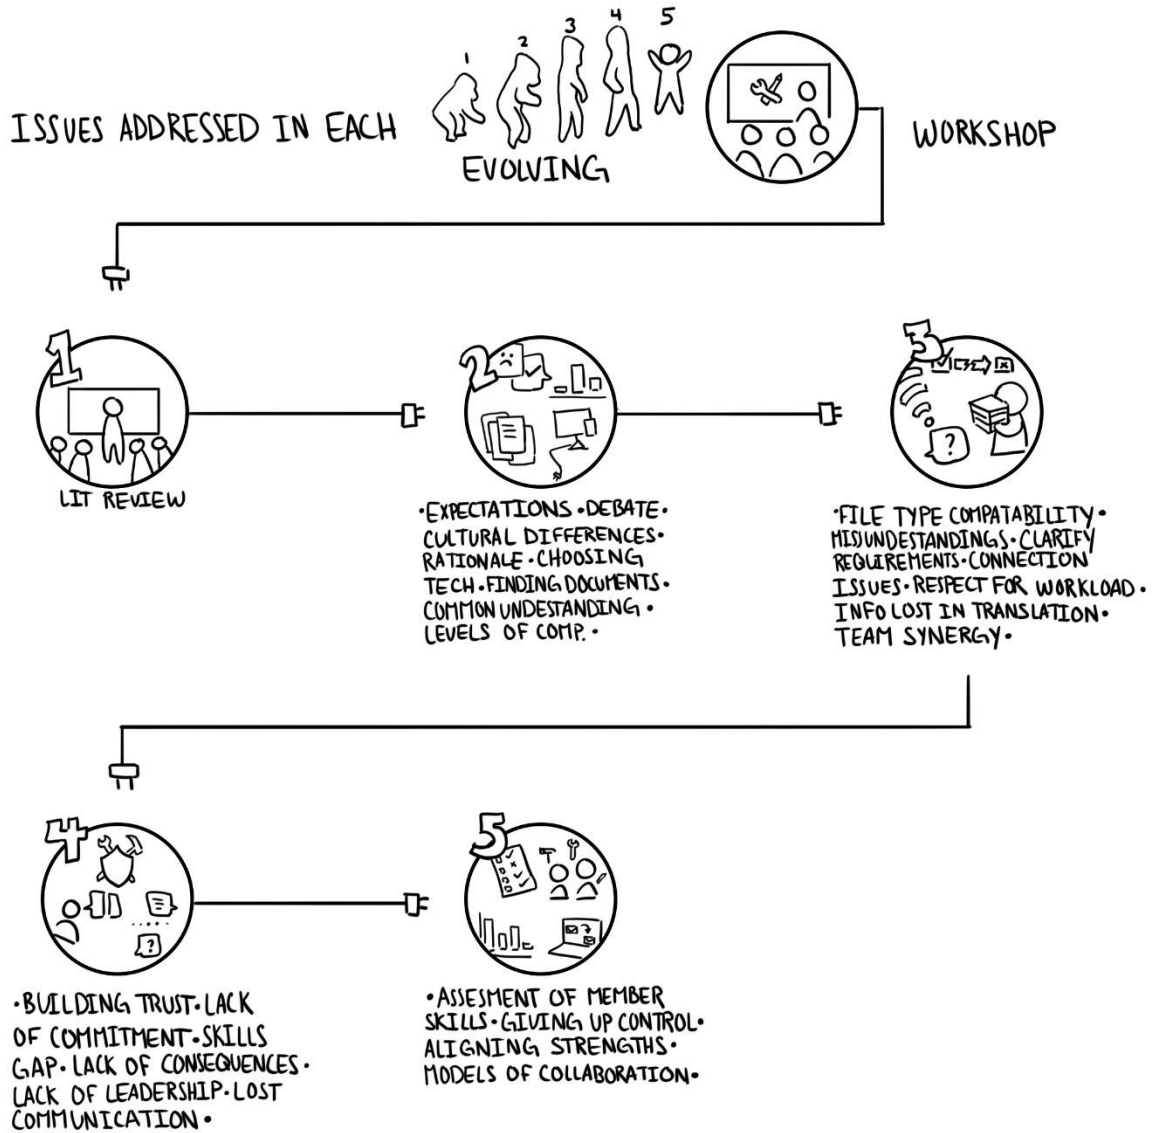 1 2 3 4 5
ISSUES ADDRESSED IN EACH
EVOLVING
WORKSHOP
1
LIT REVIEW
2
•EXPECTATIONS•DEBATE•
CULTURAL DIFFERENCES•
RATIONALE•CHOOSING
TECH•FINDING DOCUMENTS•
COMMON UNDESTANDING•
LEVELS OF COMP.•
3
?
•FILE TYPE COMPATABILITY•
MISUNDESTANDINGS•CLARIFY
REQUIREMENTS•CONNECTION
ISSUES•RESPECT FOR WORKLOAD•
INFO LOST IN TRANSLATION•
TEAM SYNERGY•
4
?
•BUILDING TRUST•LACK
OF COMMITMENT•SKILLS
GAP•LACK OF CONSEQUENCES•
LACK OF LEADERSHIP•LOST
COMMUNICATION•
5
•ASSESMENT OF MEMBER
SKILLS•GIVING UP CONTROL•
ALIGNING STRENGTHS•
MODELS OF COLLABORATION•